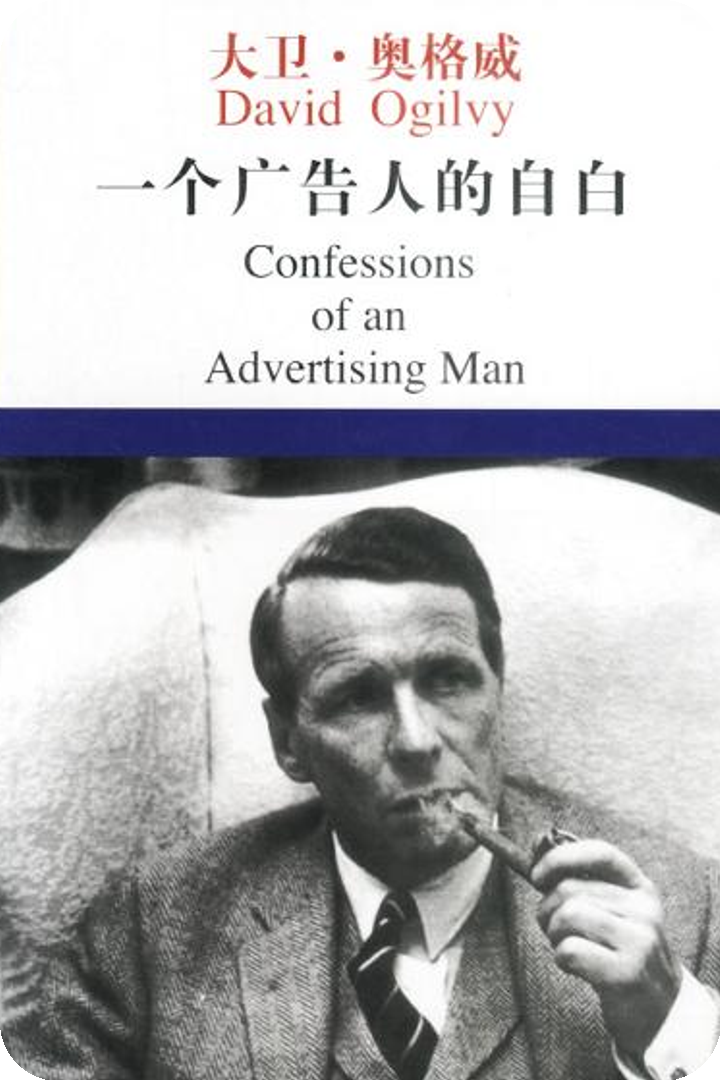 大卫·奥格威
David Ogilvy
一个广告人的自白
Confessions
of an
Advertising Man